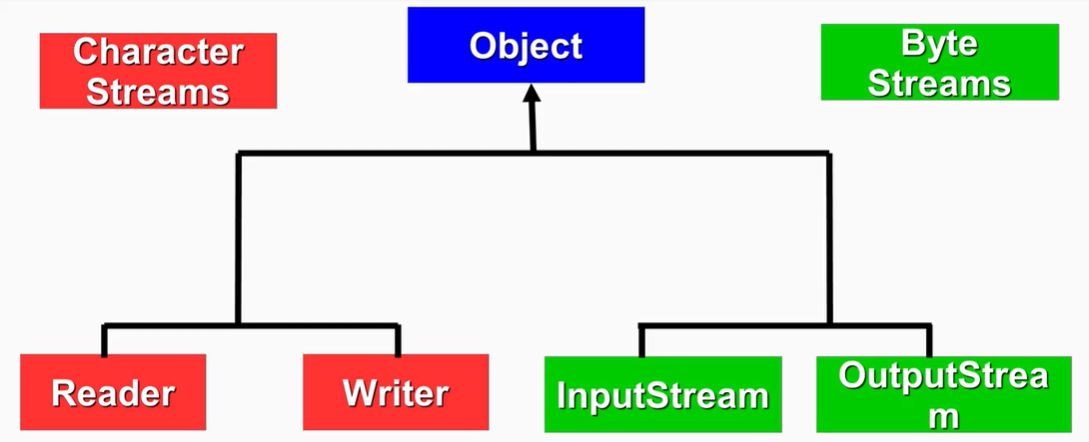 Character
Streams
Object
Byte
Streams
Reader
Writer
InputStream
OutputStrea
m